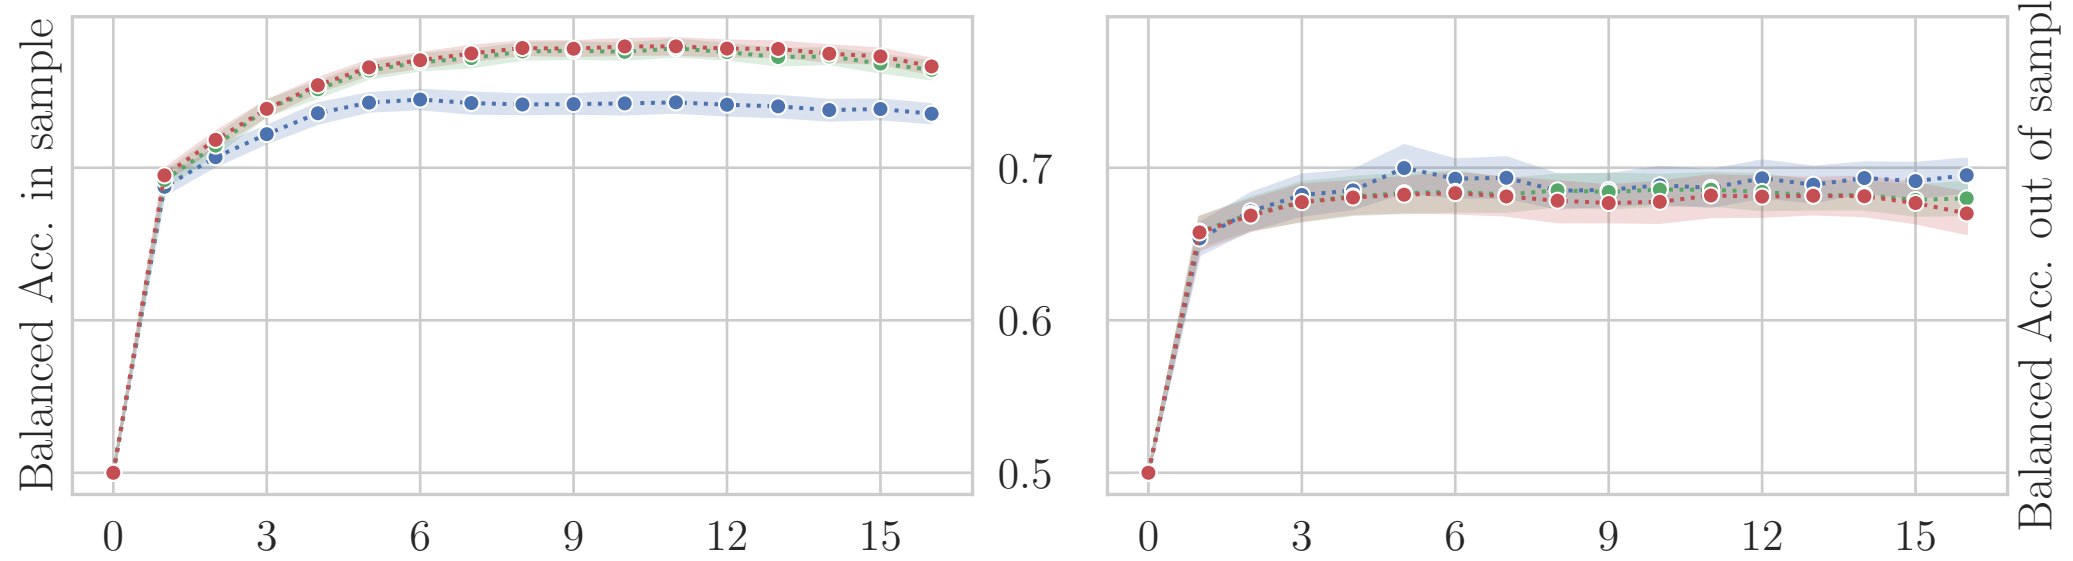 Balanced Acc. in sample
0.7
0.6
0.5
0 3 6 9 12 15
Balanced Acc. out of sampl
0 3 6 9 12 15